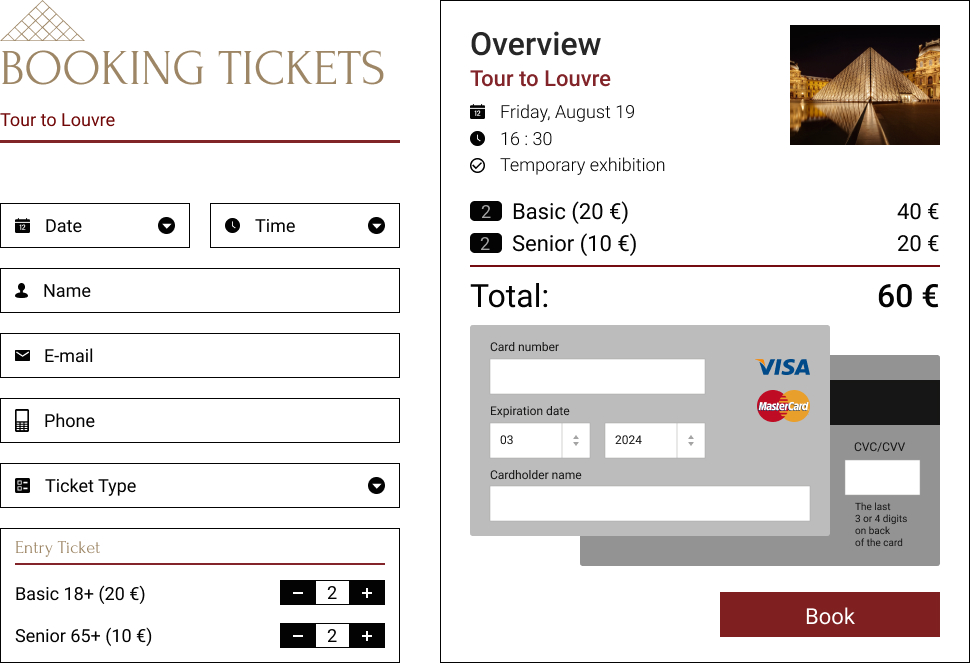 BOOKING TICKETS
Tour to Louvre
12 Date
Time
Name
E-mail
Phone
Ticket Type
Entry Ticket
Basic 18+ (20 €) − 2 +
Senior 65+ (10 €) − 2 +
Overview
Tour to Louvre
12 Friday, August 19
16 : 30
Temporary exhibition
2 Basic (20 €) 40 €
2 Senior (10 €) 20 €
Total: 60 €
Card number
VISA
MasterCard
Expiration date
03 2024
Cardholder name
CVC/CVV
The last
3 or 4 digits
on back
of the card
Book